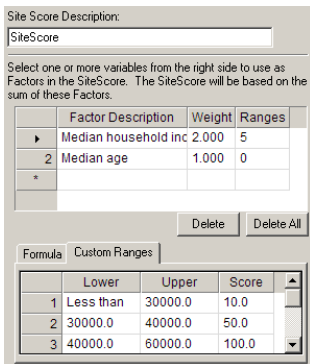 Site Score Description:
SiteScore
Select one or more variables from the right side to use as
Factors in the SiteScore. The SiteScore will be based on the
sum of these Factors.
Factor Description Weight Ranges
Median household inc 2.000 5
2 Median age 1.000 0
*
Delete Delete All
Formula Custom Ranges
Lower Upper Score
1 Less than 30000.0 10.0
2 30000.0 40000.0 50.0
3 40000.0 60000.0 100.0